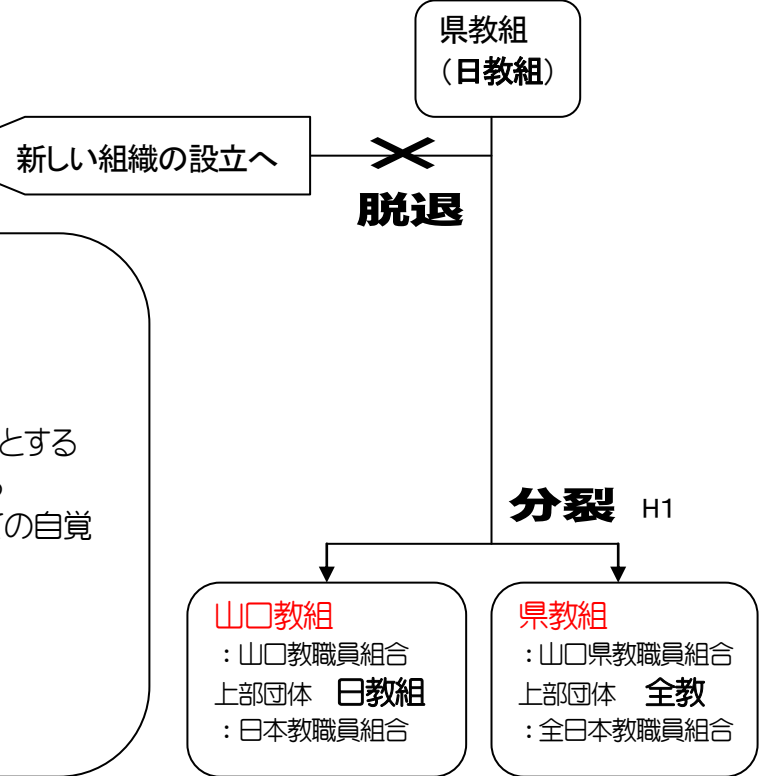 県教組
（日教組）
新しい組織の設立へ
脱退
とする
ての自覚
分裂 H1
山口教組
：山口教職員組合
上部団体 日教組
：日本教職員組合
県教組
：山口県教職員組合
上部団体 全教
：全日本教職員組合